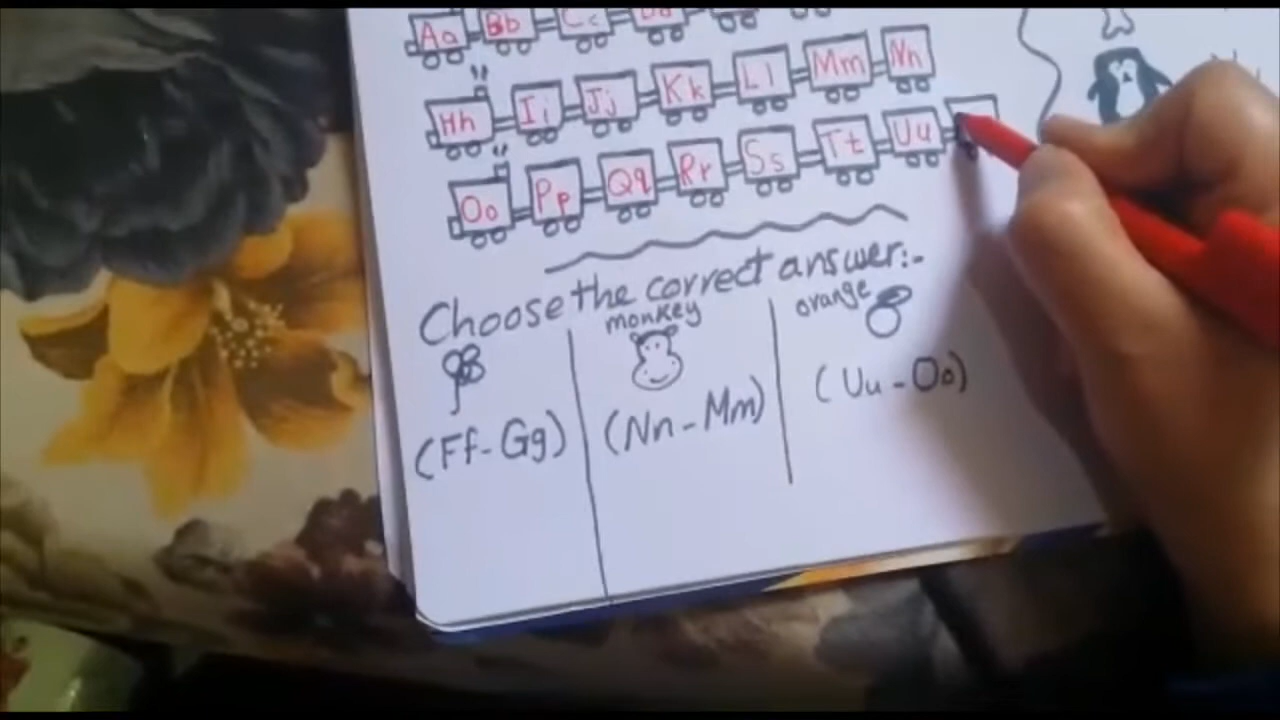 Aa Bb Cc Dd
Hh Ii Jj Kk Ll Mm Nn
Oo Pp Qq Rr Ss Tt Uu
Choose the correct answer:-
monkey orange
(Ff-Gg) (Nn-Mm) (Uu-Oo)